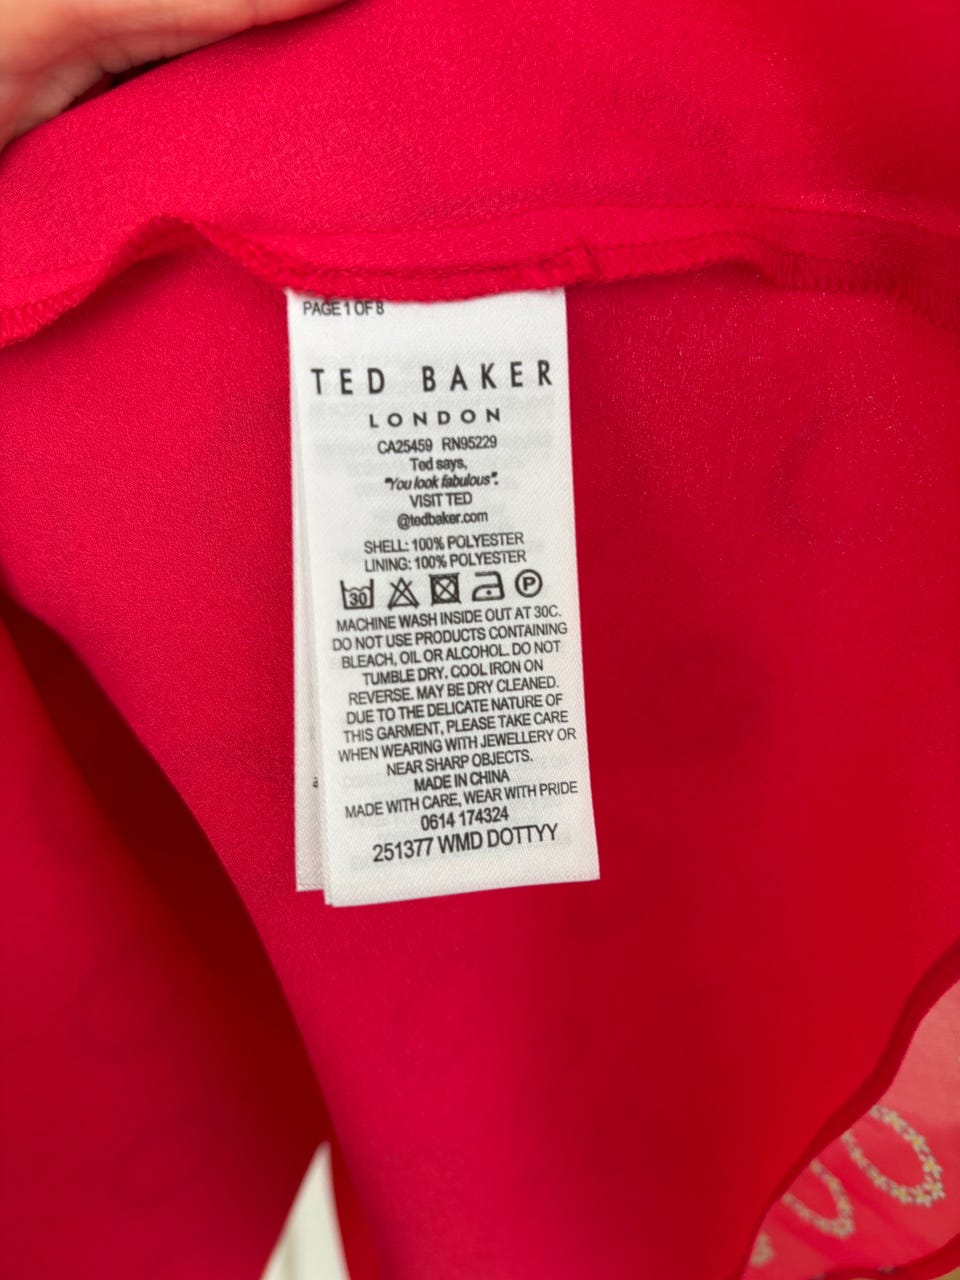 PAGE 1 OF 8
TED BAKER
LONDON
CA25459 RN95229
Ted says,
"You look fabulous".
VISIT TED
@tedbaker.com
SHELL: 100% POLYESTER
LINING: 100% POLYESTER
30 P
MACHINE WASH INSIDE OUT AT 30C.
DO NOT USE PRODUCTS CONTAINING
BLEACH, OIL OR ALCOHOL. DO NOT
TUMBLE DRY. COOL IRON ON
REVERSE. MAY BE DRY CLEANED.
DUE TO THE DELICATE NATURE OF
THIS GARMENT, PLEASE TAKE CARE
WHEN WEARING WITH JEWELLERY OR
NEAR SHARP OBJECTS.
MADE IN CHINA
MADE WITH CARE, WEAR WITH PRIDE
0614 174324
251377 WMD DOTTYY